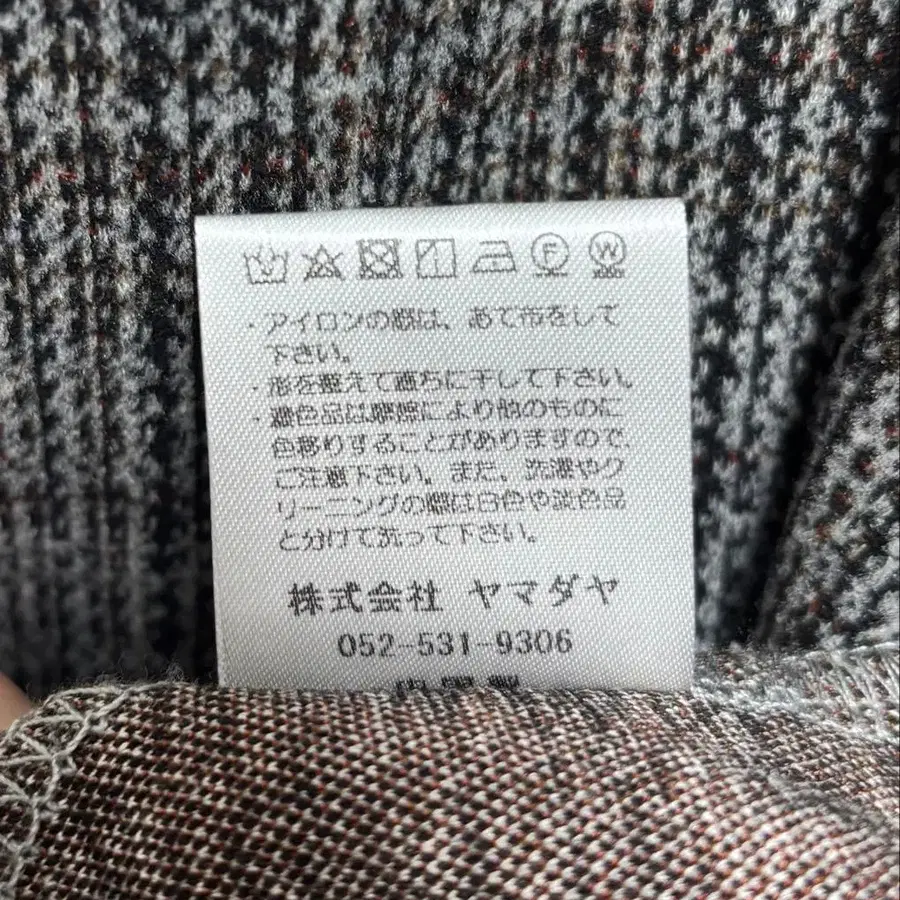 F W
・アイロンの際は、あて布をして
下さい。
・形を整えて直ちに干して下さい。
・濃色品は摩擦により他のものに
色移りすることがありますので、
ご注意下さい。また、洗濯やク
リーニングの際は白色や淡色品
と分けて洗って下さい。
株式会社 ヤマダヤ
052-531-9306